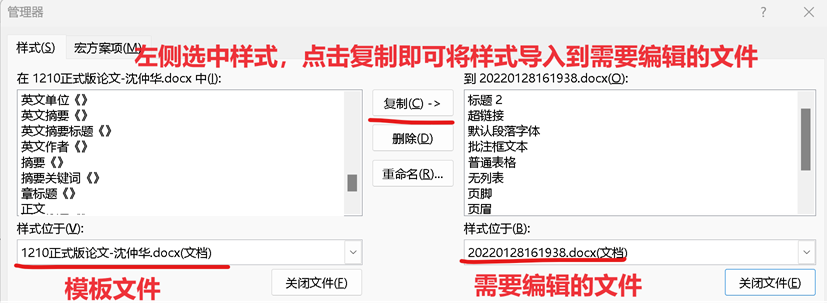 管理器
样式(S)
宏方案项(M)
左侧选中样式，点击复制即可将样式导入到需要编辑的文件
在 1210正式版论文-沈仲华.docx 中(I):
到 20220128161938.docx(O):
英文单位《》
英文摘要《》
英文摘要标题《》
英文作者《》
摘要《》
摘要关键词《》
章标题《》
正文
复制(C) ->
删除(D)
重命名(R)...
标题 2
超链接
默认段落字体
批注框文本
普通表格
无列表
页脚
页眉
样式位于(V):
样式位于(B):
1210正式版论文-沈仲华.docx(文档)
20220128161938.docx(文档)
模板文件
关闭文件(F)
需要编辑的文件
关闭文件(E)